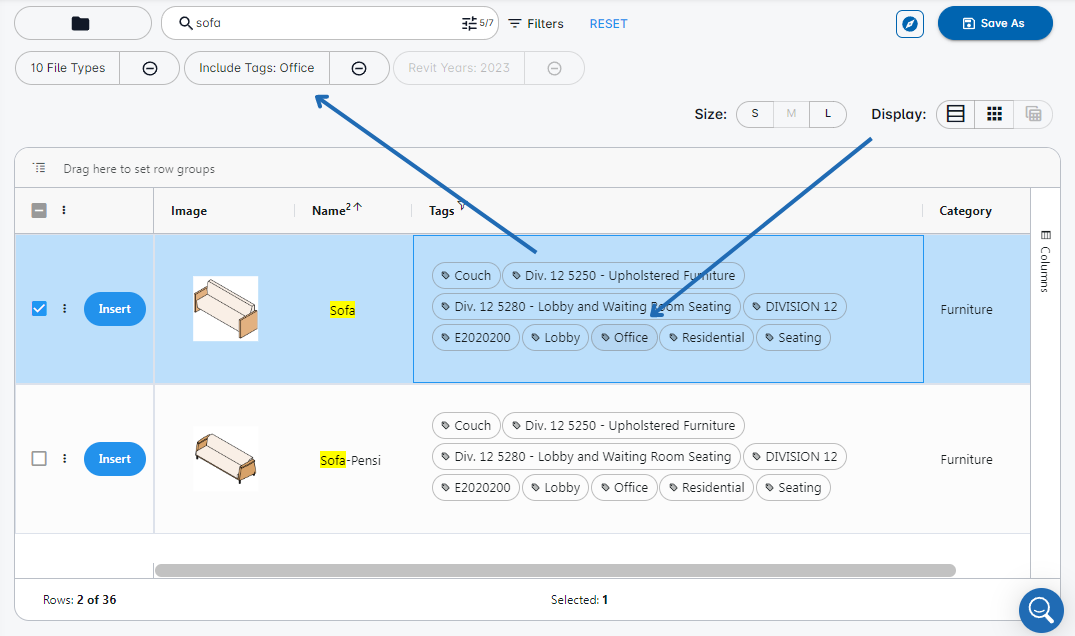 sofa 5/7 Filters RESET Save As
10 File Types Include Tags: Office Revit Years: 2023
Size: S M L Display:
Drag here to set row groups
Image Name 2 Tags Category
Columns
Couch Div. 12 5250 - Upholstered Furniture
Insert Sofa Div. 12 5280 - Lobby and Waiting Room Seating DIVISION 12 Furniture
E2020200 Lobby Office Residential Seating
Couch Div. 12 5250 - Upholstered Furniture
Insert Sofa-Pensi Div. 12 5280 - Lobby and Waiting Room Seating DIVISION 12 Furniture
E2020200 Lobby Office Residential Seating
Rows: 2 of 36 Selected: 1